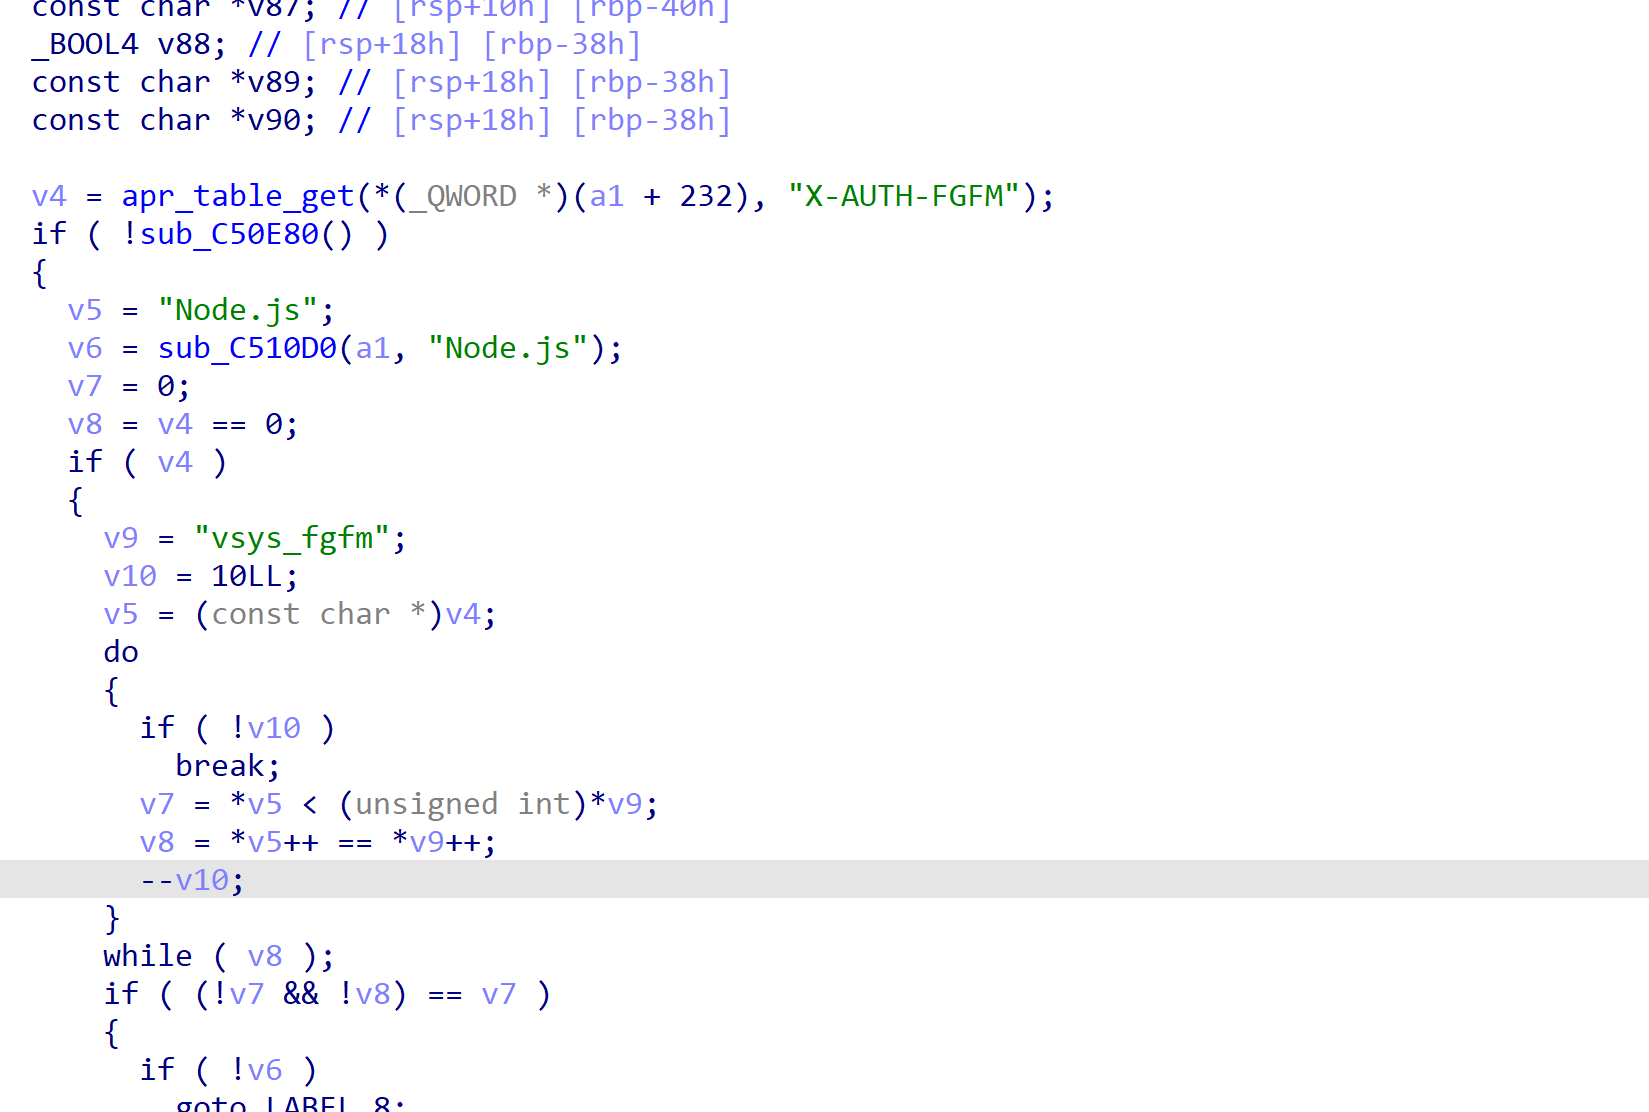 const char *v87; // [rsp+10h] [rbp-40h]
_BOOL4 v88; // [rsp+18h] [rbp-38h]
const char *v89; // [rsp+18h] [rbp-38h]
const char *v90; // [rsp+18h] [rbp-38h]
v4 = apr_table_get(*(_QWORD *)(a1 + 232), "X-AUTH-FGFM");
if ( !sub_C50E80() )
{
v5 = "Node.js";
v6 = sub_C510D0(a1, "Node.js");
v7 = 0;
v8 = v4 == 0;
if ( v4 )
{
v9 = "vsys_fgfm";
v10 = 10LL;
v5 = (const char *)v4;
do
{
if ( !v10 )
break;
v7 = *v5 < (unsigned int)*v9;
v8 = *v5++ == *v9++;
--v10;
}
while ( v8 );
if ( (!v7 && !v8) == v7 )
{
if ( !v6 )
goto LABEL_8;